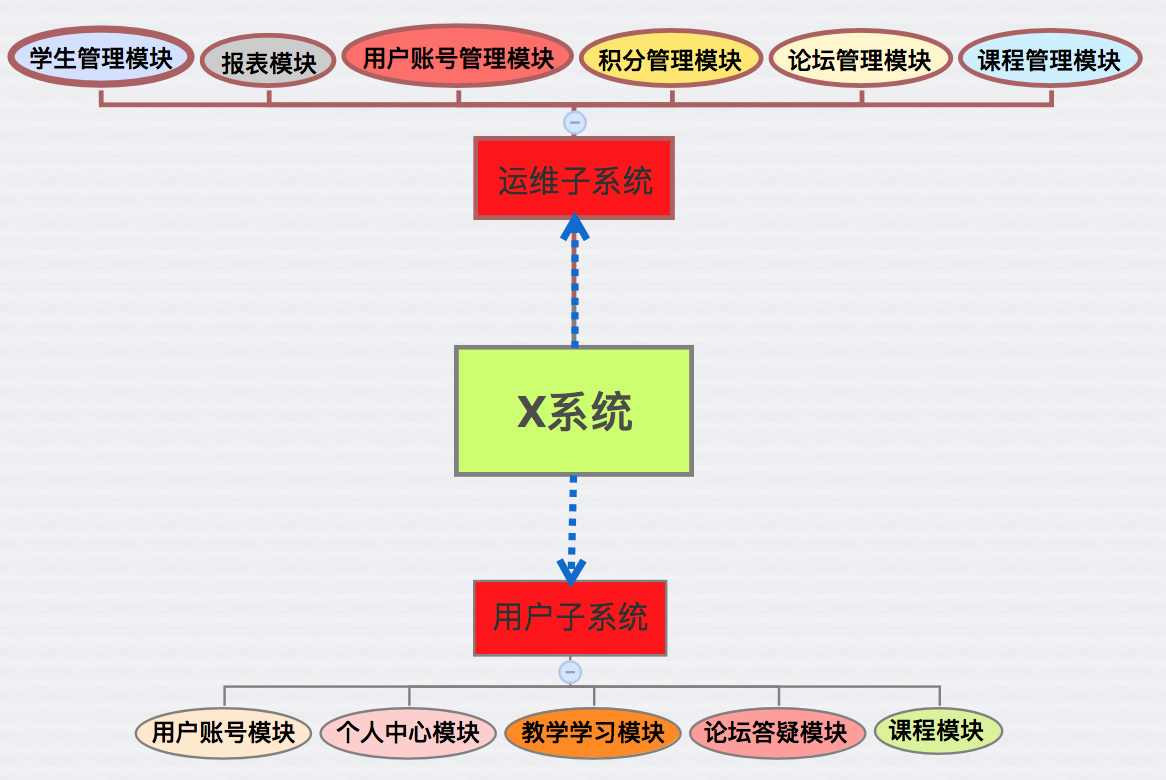 学生管理模块
报表模块
用户账号管理模块
积分管理模块
论坛管理模块
课程管理模块
运维子系统
X系统
用户子系统
用户账号模块
个人中心模块
教学学习模块
论坛答疑模块
课程模块